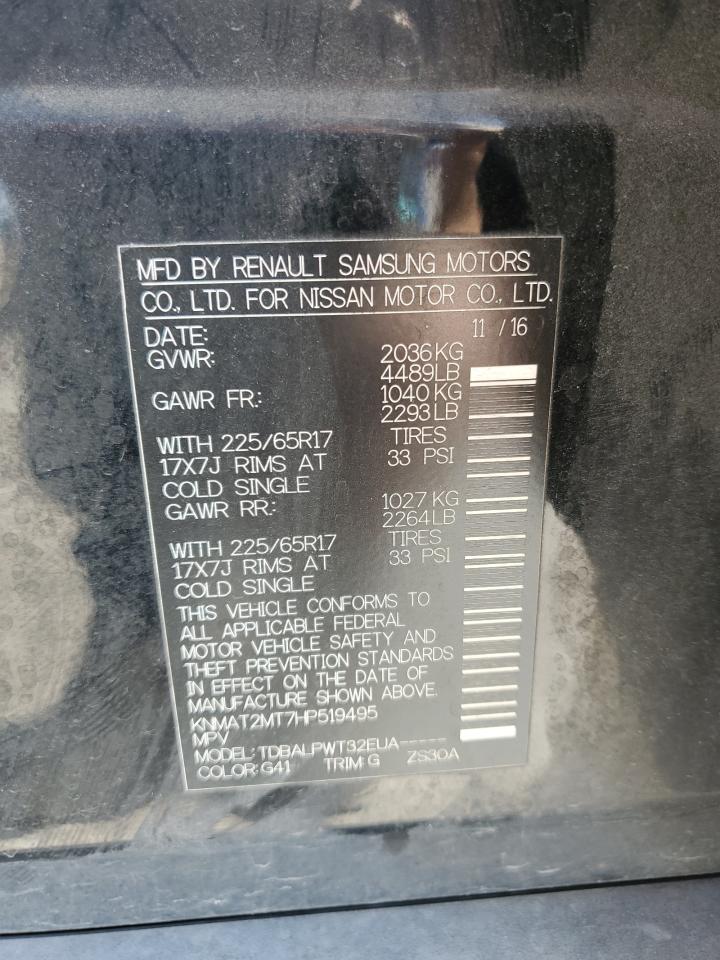 MFD BY RENAULT SAMSUNG MOTORS
CO., LTD. FOR NISSAN MOTOR CO., LTD.
DATE: 11 / 16
GVWR: 2036 KG
4489 LB
GAWR FR.: 1040 KG
2293 LB
WITH 225/65R17 TIRES
17X7J RIMS AT 33 PSI
COLD SINGLE
GAWR RR.: 1027 KG
2264 LB
WITH 225/65R17 TIRES
17X7J RIMS AT 33 PSI
COLD SINGLE
THIS VEHICLE CONFORMS TO
ALL APPLICABLE FEDERAL
MOTOR VEHICLE SAFETY AND
THEFT PREVENTION STANDARDS
IN EFFECT ON THE DATE OF
MANUFACTURE SHOWN ABOVE.
KNMAT2MT7HP519495
MPV
MODEL: TDBALPWT32EUA-----
COLOR: G41 TRIM: G ZS30A